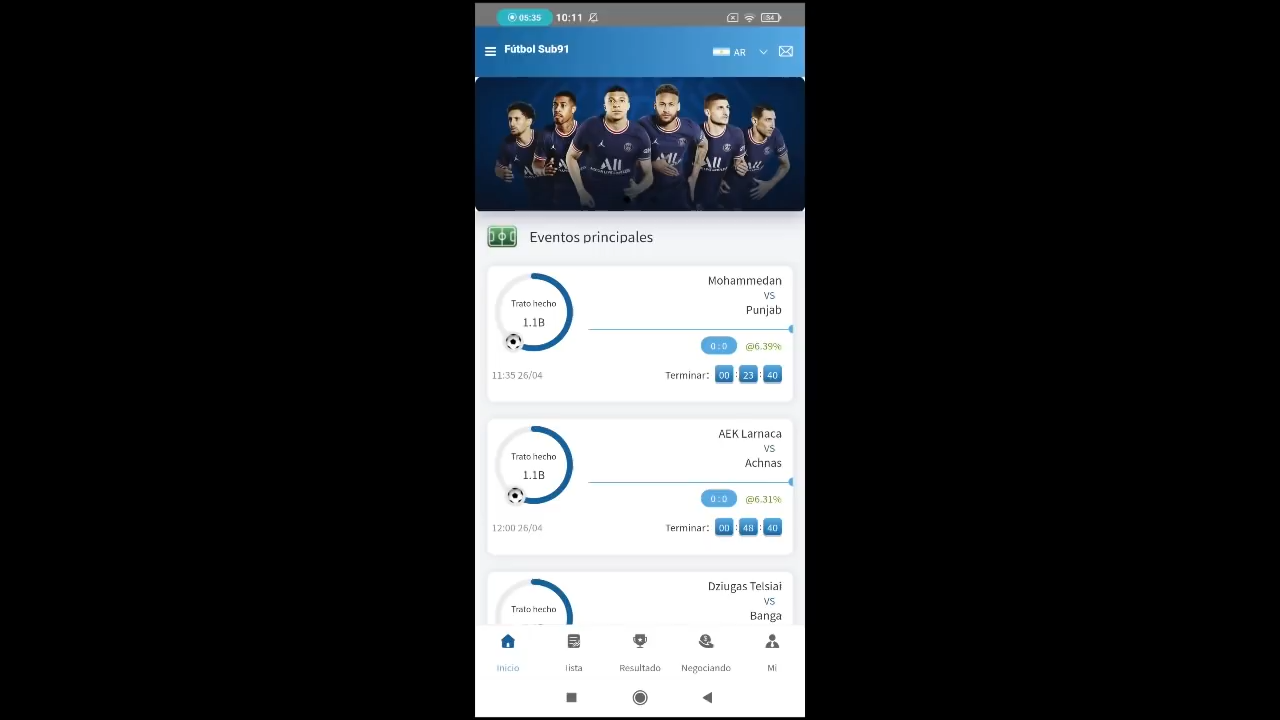 05:35 10:11 34
Fútbol Sub91 AR
Eventos principales
Mohammedan
Trato hecho
VS
1.1B
Punjab
0 : 0 @6.39%
11:35 26/04 Terminar: 00 : 23 : 40
AEK Larnaca
Trato hecho
VS
1.1B
Achnas
0 : 0 @6.31%
12:00 26/04 Terminar: 00 : 48 : 40
Dziugas Telsiai
Trato hecho
VS
Banga
Inicio lista Resultado Negociando Mi